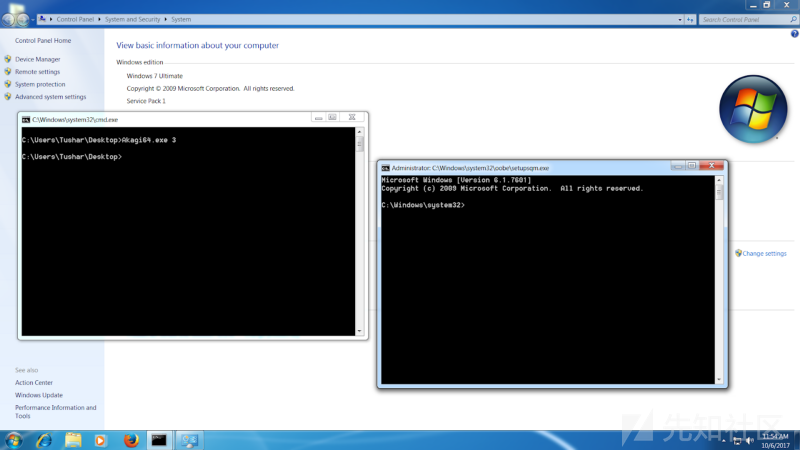 Control Panel ▸ System and Security ▸ System
Search Control Panel
Control Panel Home
Device Manager
Remote settings
System protection
Advanced system settings
View basic information about your computer
Windows edition
Windows 7 Ultimate
Copyright © 2009 Microsoft Corporation. All rights reserved.
Service Pack 1
C:\Windows\system32\cmd.exe
C:\Users\Tushar\Desktop>Akagi64.exe 3
C:\Users\Tushar\Desktop>
Administrator: C:\Windows\system32\oobe\setupsqm.exe
Microsoft Windows [Version 6.1.7601]
Copyright (c) 2009 Microsoft Corporation. All rights reserved.
C:\Windows\system32>
Change settings
See also
Action Center
Windows Update
Performance Information and
Tools
先知社区
11:54 AM
10/6/2017